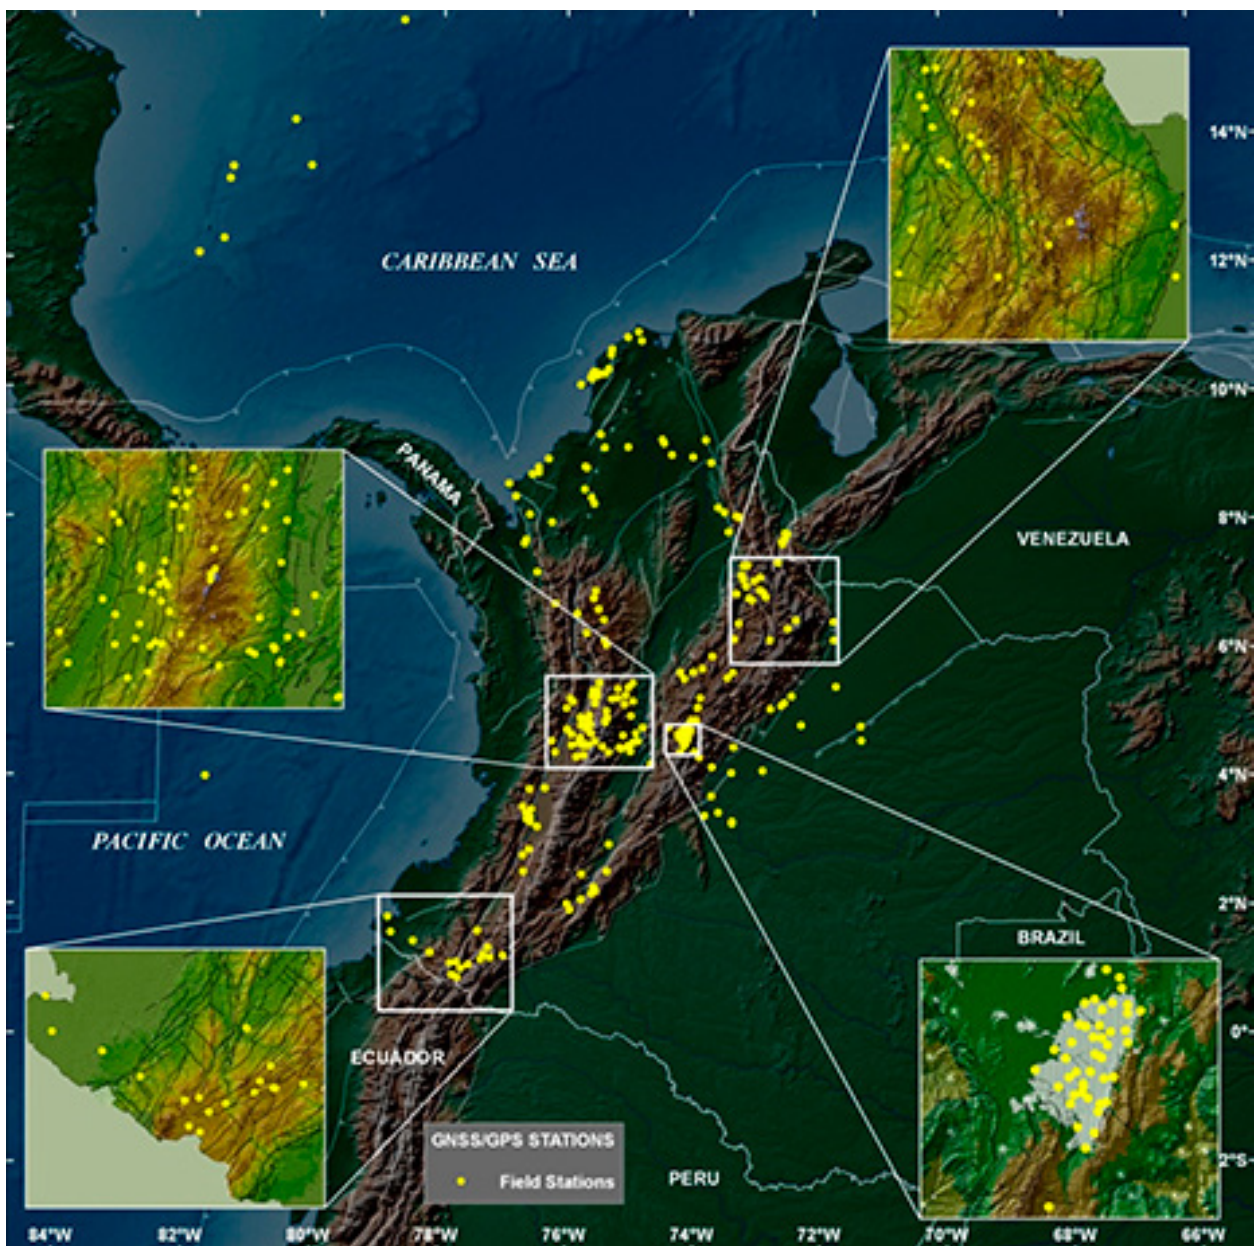 14°N
CARIBBEAN SEA
12°N
10°N
PANAMA
8°N
VENEZUELA
6°N
4°N
PACIFIC OCEAN
2°N
BRAZIL
0°
ECUADOR
GNSS/GPS STATIONS
Field Stations
PERU
2°S
84°W 82°W 80°W 78°W 76°W 74°W 72°W 70°W 68°W 66°W